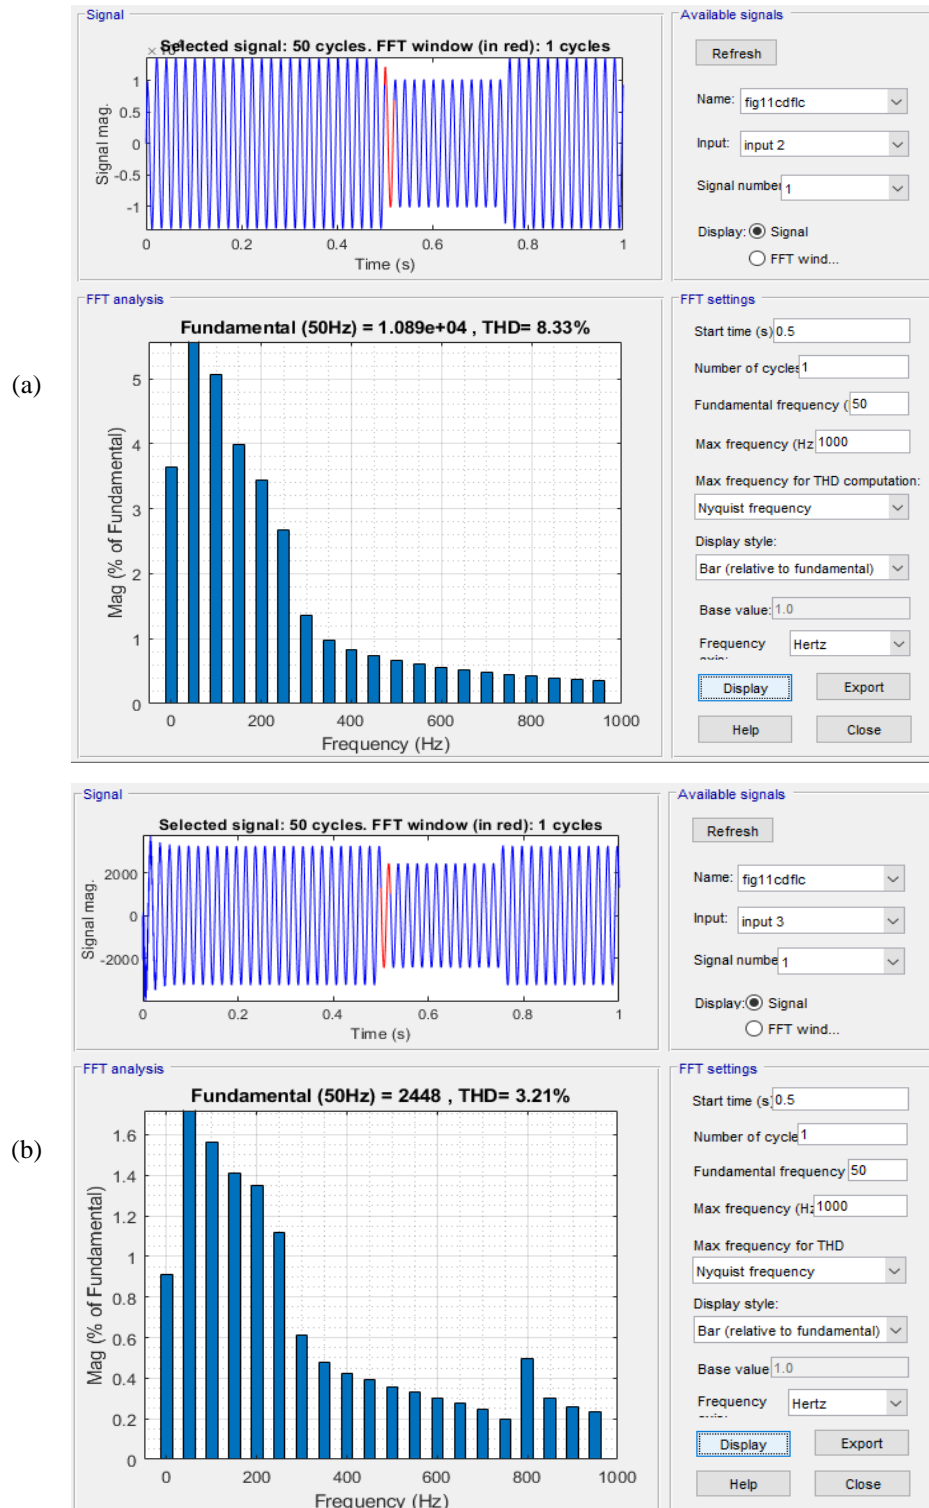 Signal
Available signals
× 10
Selected signal: 50 cycles. FFT window (in red): 1 cycles
Refresh
Signal mag.
1
0.5
0
-0.5
-1
0 0.2 0.4 0.6 0.8 1
Time (s)
Name: fig11cdflc
Input: input 2
Signal number 1
Display: Signal
FFT wind...
(a)
FFT analysis
FFT settings
Fundamental (50Hz) = 1.089e+04 , THD= 8.33%
Mag (% of Fundamental)
5
4
3
2
1
0
0 200 400 600 800 1000
Frequency (Hz)
Start time (s) 0.5
Number of cycles 1
Fundamental frequency ( 50
Max frequency (Hz 1000
Max frequency for THD computation:
Nyquist frequency
Display style:
Bar (relative to fundamental)
Base value: 1.0
Frequency Hertz
Display Export
Help Close
Signal
Available signals
Selected signal: 50 cycles. FFT window (in red): 1 cycles
Refresh
Signal mag.
2000
0
-2000
0 0.2 0.4 0.6 0.8 1
Time (s)
Name: fig11cdflc
Input: input 3
Signal numbe 1
Display: Signal
FFT wind...
(b)
FFT analysis
FFT settings
Fundamental (50Hz) = 2448 , THD= 3.21%
Mag (% of Fundamental)
1.6
1.4
1.2
1
0.8
0.6
0.4
0.2
0
0 200 400 600 800 1000
Frequency (Hz)
Start time (s 0.5
Number of cycle 1
Fundamental frequency 50
Max frequency (Hz 1000
Max frequency for THD
Nyquist frequency
Display style:
Bar (relative to fundamental)
Base value 1.0
Frequency Hertz
Display Export
Help Close